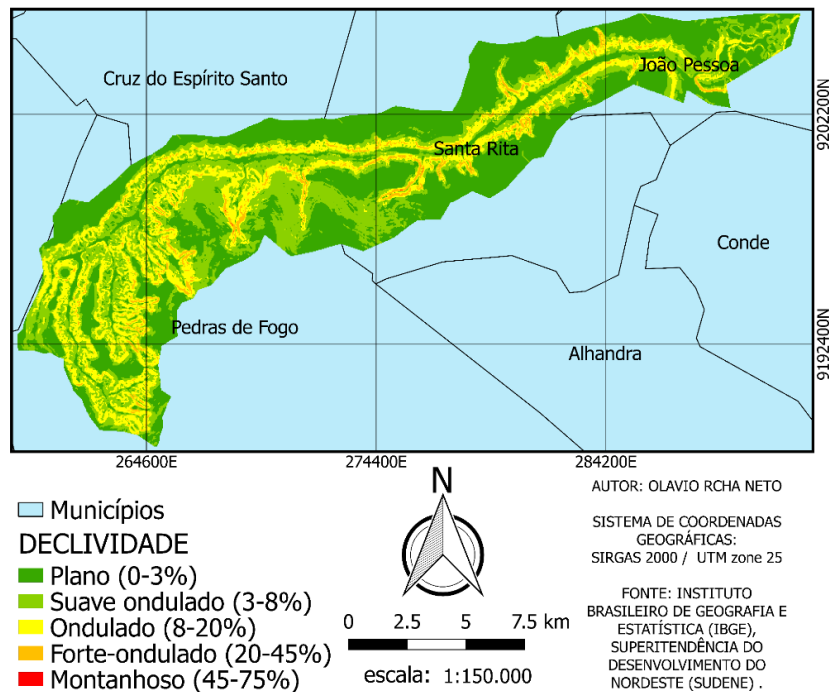 Cruz do Espírito Santo
João Pessoa
Santa Rita
Conde
Pedras de Fogo
Alhandra
9202200N
9192400N
264600E
274400E
284200E
Municípios
DECLIVIDADE
Plano (0-3%)
Suave ondulado (3-8%)
Ondulado (8-20%)
Forte-ondulado (20-45%)
Montanhoso (45-75%)
N
0 2.5 5 7.5 km
escala: 1:150.000
AUTOR: OLAVIO RCHA NETO
SISTEMA DE COORDENADAS
GEOGRÁFICAS:
SIRGAS 2000 / UTM zone 25
FONTE: INSTITUTO
BRASILEIRO DE GEOGRAFIA E
ESTATÍSTICA (IBGE),
SUPERITENDÊNCIA DO
DESENVOLVIMENTO DO
NORDESTE (SUDENE) .